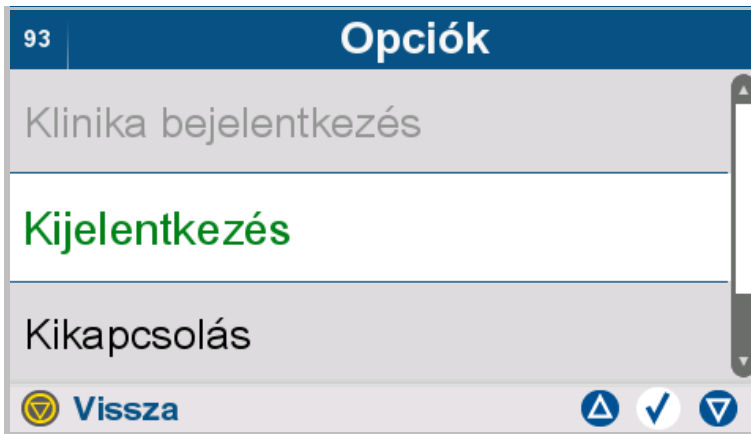 93 Opciók
Klinika bejelentkezés
Kijelentkezés
Kikapcsolás
Vissza